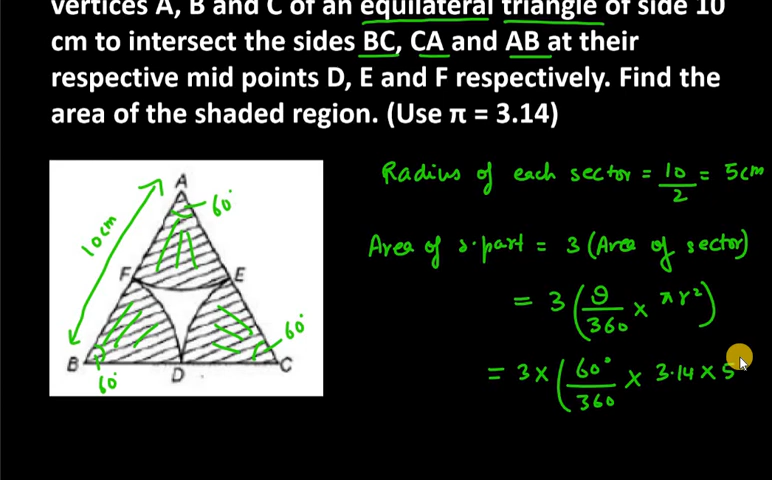 vertices A, B and C of an equilateral triangle of side 10
cm to intersect the sides BC, CA and AB at their
respective mid points D, E and F respectively. Find the
area of the shaded region. (Use π = 3.14)
A
60°
10cm
F
E
60°
B
60°
D
C
Radius of each sector = 10/2 = 5cm
Area of s.part = 3 (Area of sector)
= 3 (θ/360 × πr²)
= 3 × (60°/360 × 3.14 × 5